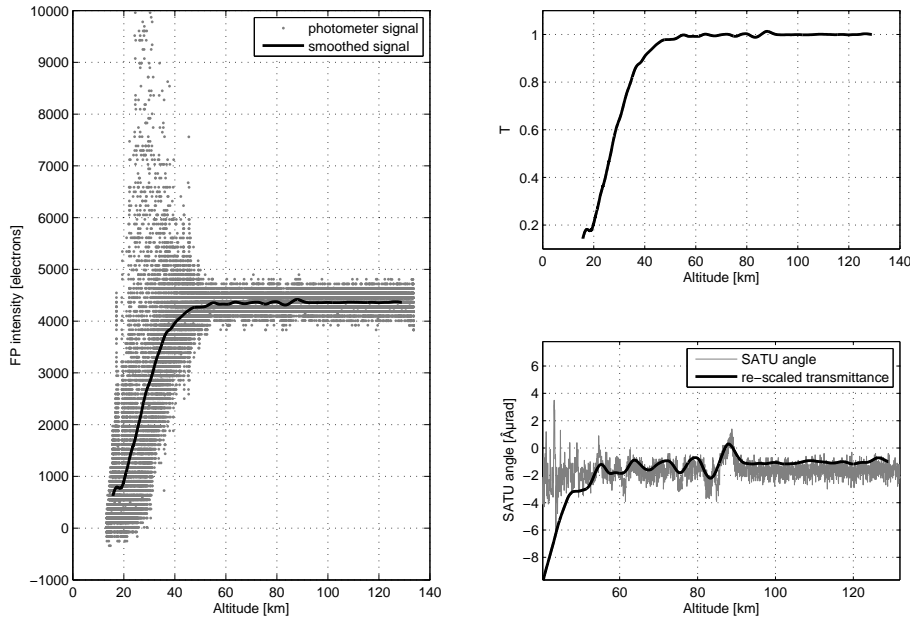 10000
9000
8000
7000
6000
5000
4000
3000
2000
1000
0
−1000
FP intensity [electrons]
photometer signal
smoothed signal
0 20 40 60 80 100 120 140
Altitude [km]
1
0.8
0.6
0.4
0.2
T
0 20 40 60 80 100 120 140
Altitude [km]
6
4
2
0
−2
−4
−6
−8
SATU angle [Âµrad]
SATU angle
re−scaled transmittance
60 80 100 120
Altitude [km]